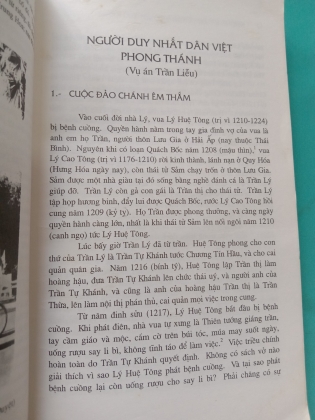 NGƯỜI DUY NHẤT DÂN VIỆT
PHONG THÁNH
(Vụ án Trần Liễu)
1.- CUỘC ĐẢO CHÁNH ÊM THẮM
Vào cuối đời nhà Lý, vua Lý Huệ Tông (trị vì 1210-1224)
bị bệnh cuồng. Quyền hành nằm trong tay gia đình vợ của vua là
anh em họ Trần, người thôn Lưu Gia ở Hải Ấp (nay thuộc Thái
Bình). Nguyên khi có loạn Quách Bốc năm 1208 (mậu thìn),¹ vua
Lý Cao Tông (trị vì 1176-1210) rời kinh thành, lánh nạn ở Quy Hóa
(Hưng Hóa ngày nay), còn thái tử Sảm chạy trốn ở thôn Lưu Gia.
Sảm được một nhà giàu tại đó sống bằng nghề đánh cá là Trần Lý
giúp đỡ. Trần Lý còn gả con gái là Trần Thị cho thái tử. Trần Lý
tập họp hương binh, đẩy lui được Quách Bốc, rước Lý Cao Tông hồi
cung năm 1209 (kỷ tỵ). Họ Trần được phong thưởng, và càng ngày
quyền hành càng lớn, nhất là khi thái tử Sảm lên nối ngôi năm 1210
(canh ngọ) tức Lý Huệ Tông.
Lúc bấy giờ Trần Lý đã từ trần. Huệ Tông phong cho con
thứ của Trần Lý là Trần Tự Khánh tước Chương Tín Hầu, và cho cai
quản quân gia. Năm 1216 (bính tý), Huệ Tông lập Trần Thị làm
hoàng hậu, đưa Trần Tự Khánh lên chức thái uý, và người anh của
Trần Tự Khánh, và cũng là anh của hoàng hậu Trần Thị là Trần
Thừa, lên làm nội thị phán thủ, cai quản mọi việc trong cung.
Từ năm đinh sửu (1217), Lý Huệ Tông bắt đầu bị bệnh
cuồng. Khi phát điên, nhà vua tự xưng là Thiên tướng giáng trần,
tay cầm giáo và mộc, cắm cờ trên búi tóc, múa may suốt ngày,
uống rượu say li bì, không tỉnh táo để làm việc.² Việc triều chính
hoàn toàn do Trần Tự Khánh quyết định. Không có sách vở nào
giải thích vì sao Lý Huệ Tông phát bệnh cuồng. Và tại sao phát
bệnh cuồng lại còn uống rượu cho say li bì? Phải chăng có sự